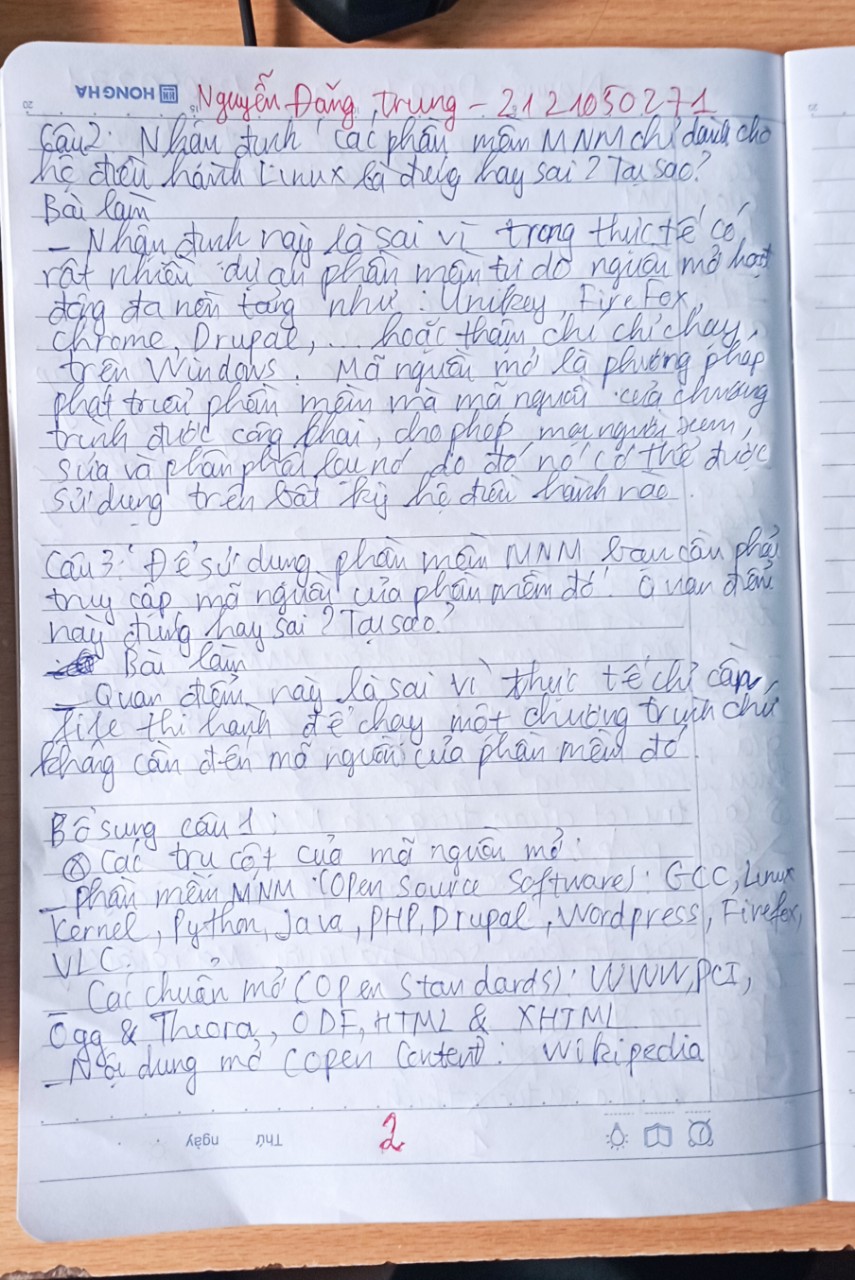 HONG HA
Nguyễn Đăng Trung - 2121050271
Câu 2: Nhận định các phần mềm MNM chỉ dành cho
hệ điều hành Linux là đúng hay sai? Tại sao?
Bài làm
- Nhận định này là sai vì trong thực tế có
rất nhiều dự án phần mềm tự do nguồn mở hoạt
động đa nền tảng như: Unikey, FireFox,
Chrome, Drupal, ... hoặc thậm chí chỉ chạy
trên Windows. Mã nguồn mở là phương pháp
phát triển phần mềm mà mã nguồn của chương
trình được công khai, cho phép mọi người xem,
sửa và phân phối lại nó do đó nó có thể được
sử dụng trên bất kỳ hệ điều hành nào.
Câu 3: Để sử dụng phần mềm MNM bạn cần phải
truy cập mã nguồn của phần mềm đó. Quan điểm
này đúng hay sai? Tại sao?
Bài làm
- Quan điểm này là sai vì thực tế chỉ cần
file thi hành để chạy một chương trình chứ
không cần đến mã nguồn của phần mềm đó.
Bổ sung câu 1:
* Các trụ cột của mã nguồn mở:
- Phần mềm MNM (Open Source Software): GCC, Linux
Kernel, Python, Java, PHP, Drupal, Wordpress, Firefox,
VLC.
- Các chuẩn mở (Open Standards): WWW, PCI,
Ogg & Theora, ODF, HTML & XHTML
- Nội dung mở (Open Content): Wikipedia
2
Thứ ngày